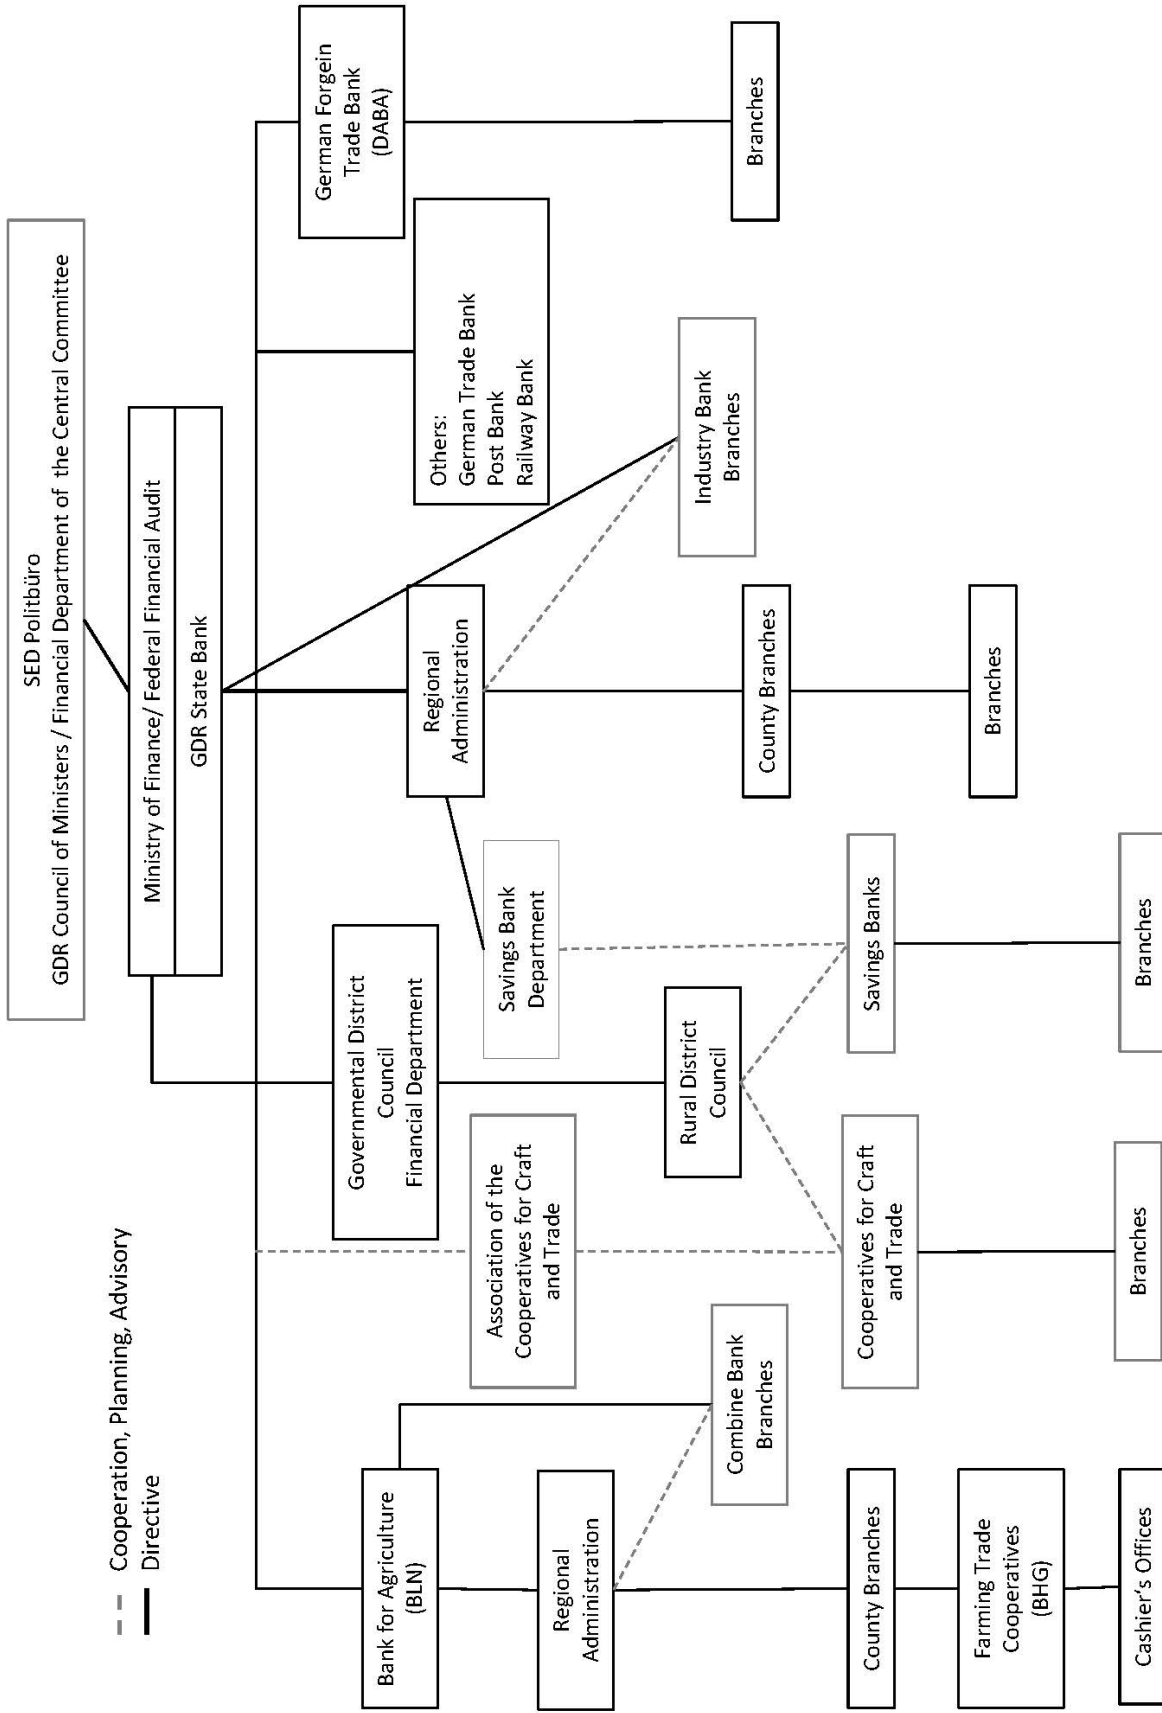 SED Politbüro
GDR Council of Ministers / Financial Department of the Central Committee
-- Cooperation, Planning, Advisory
Directive
Ministry of Finance/ Federal Financial Audit
GDR State Bank
German Forgein
Trade Bank
(DABA)
Governmental District
Council
Financial Department
Bank for Agriculture
(BLN)
Others:
German Trade Bank
Post Bank
Railway Bank
Regional
Administration
Association of the
Cooperatives for Craft
and Trade
Savings Bank
Department
Regional
Administration
Rural District
Council
Industry Bank
Branches
Combine Bank
Branches
Branches
County Branches
Cooperatives for Craft
and Trade
Savings Banks
County Branches
Farming Trade
Cooperatives
(BHG)
Branches
Cashier's Offices
Branches
Branches